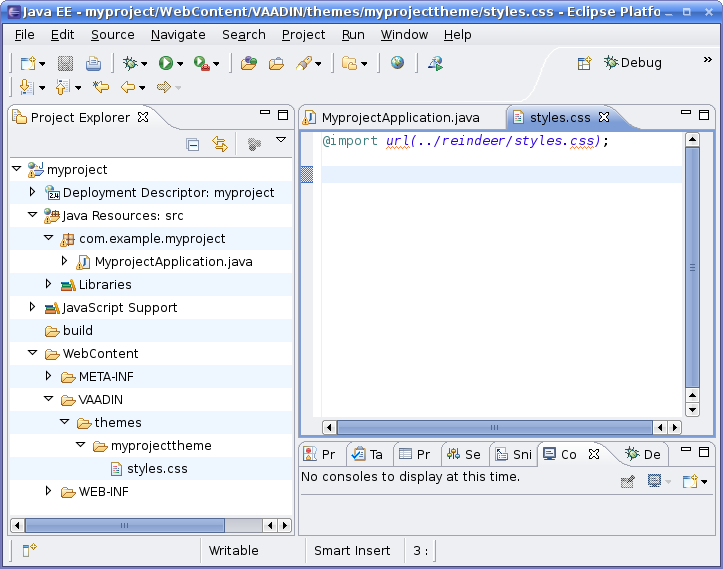 Java EE - myproject/WebContent/VAADIN/themes/myprojecttheme/styles.css - Eclipse Platfo
File Edit Source Navigate Search Project Run Window Help
Debug
Project Explorer
MyprojectApplication.java styles.css
@import url(../reindeer/styles.css);
myproject
Deployment Descriptor: myproject
Java Resources: src
com.example.myproject
MyprojectApplication.java
Libraries
JavaScript Support
build
WebContent
META-INF
VAADIN
themes
myprojecttheme
styles.css
WEB-INF
Pr Ta Pr Se Sni Co De
No consoles to display at this time.
Writable Smart Insert 3 :